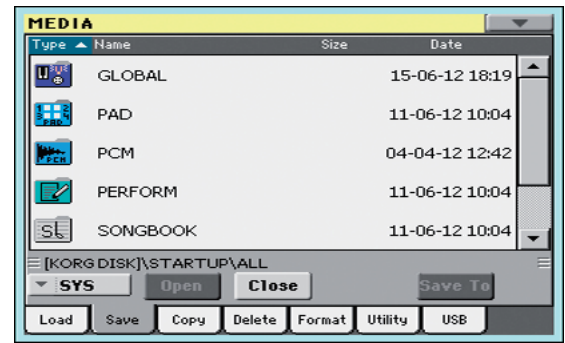 MEDIA
Type Name Size Date
GLOBAL 15-06-12 18:19
PAD 11-06-12 10:04
PCM 04-04-12 12:42
PERFORM 11-06-12 10:04
SONGBOOK 11-06-12 10:04
[KORG DISK]\STARTUP\ALL
SYS Open Close Save To
Load Save Copy Delete Format Utility USB